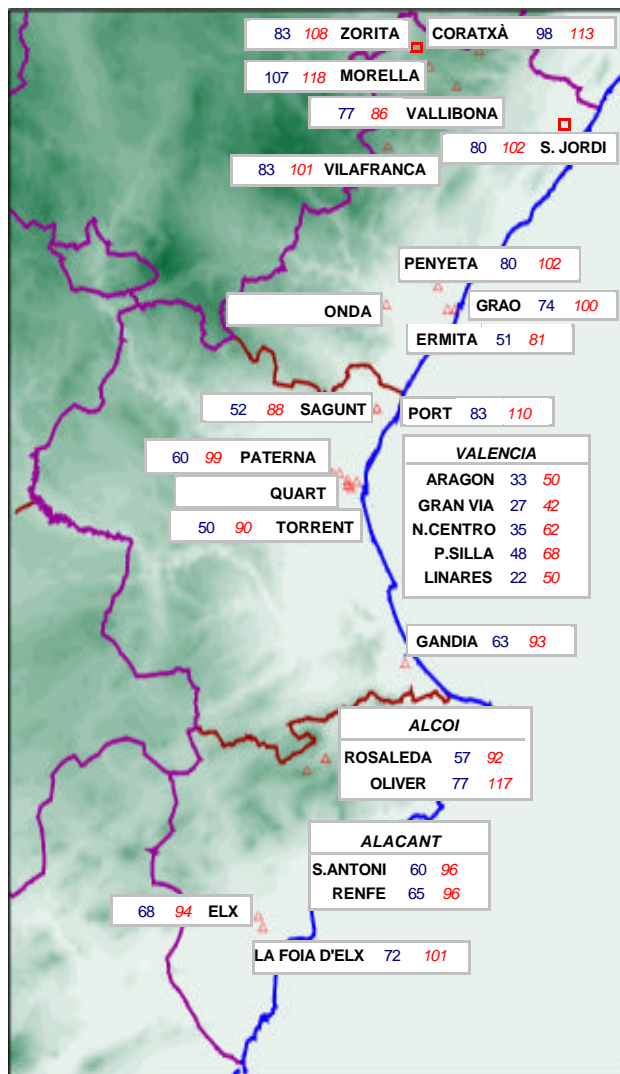 83 108 ZORITA
CORATXÀ 98 113
107 118 MORELLA
77 86 VALLIBONA
80 102 S. JORDI
83 101 VILAFRANCA
PENYETA 80 102
ONDA
GRAO 74 100
ERMITA 51 81
52 88 SAGUNT
PORT 83 110
60 99 PATERNA
QUART
50 90 TORRENT
VALENCIA
ARAGON 33 50
GRAN VIA 27 42
N.CENTRO 35 62
P.SILLA 48 68
LINARES 22 50
GANDIA 63 93
ALCOI
ROSALEDA 57 92
OLIVER 77 117
ALACANT
S.ANTONI 60 96
RENFE 65 96
68 94 ELX
LA FOIA D'ELX 72 101